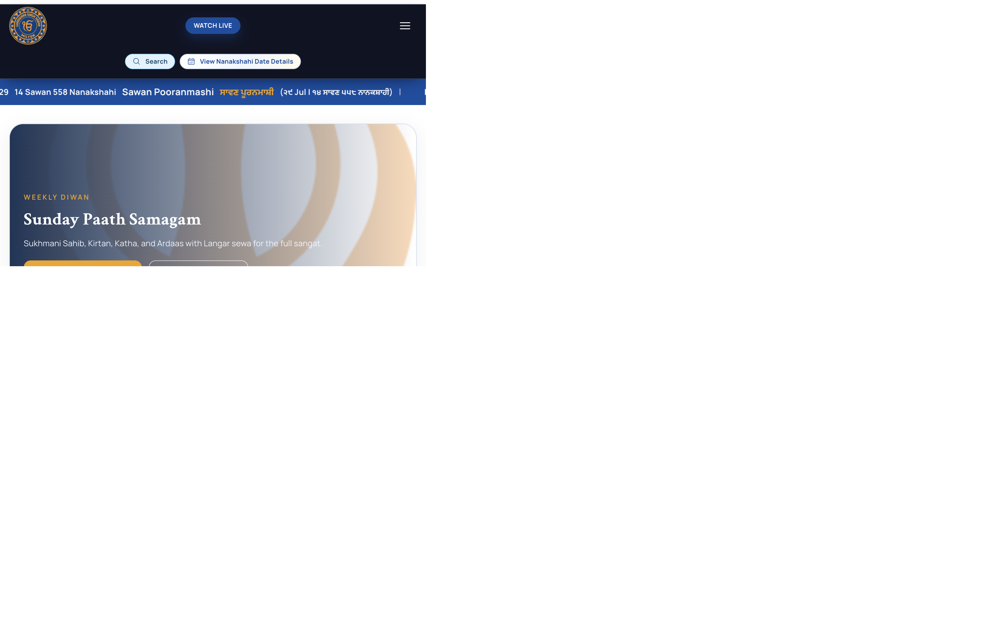 GURDWARA SINGH SABHA
ੴ
MILTON
WATCH LIVE
Search
View Nanakshahi Date Details
29 14 Sawan 558 Nanakshahi Sawan Pooranmashi ਸਾਵਣ ਪੂਰਨਮਾਸ਼ੀ (੨੯ Jul | ੧੪ ਸਾਵਣ ੫੫੮ ਨਾਨਕਸ਼ਾਹੀ) |
WEEKLY DIWAN
Sunday Paath Samagam
Sukhmani Sahib, Kirtan, Katha, and Ardaas with Langar sewa for the full sangat.